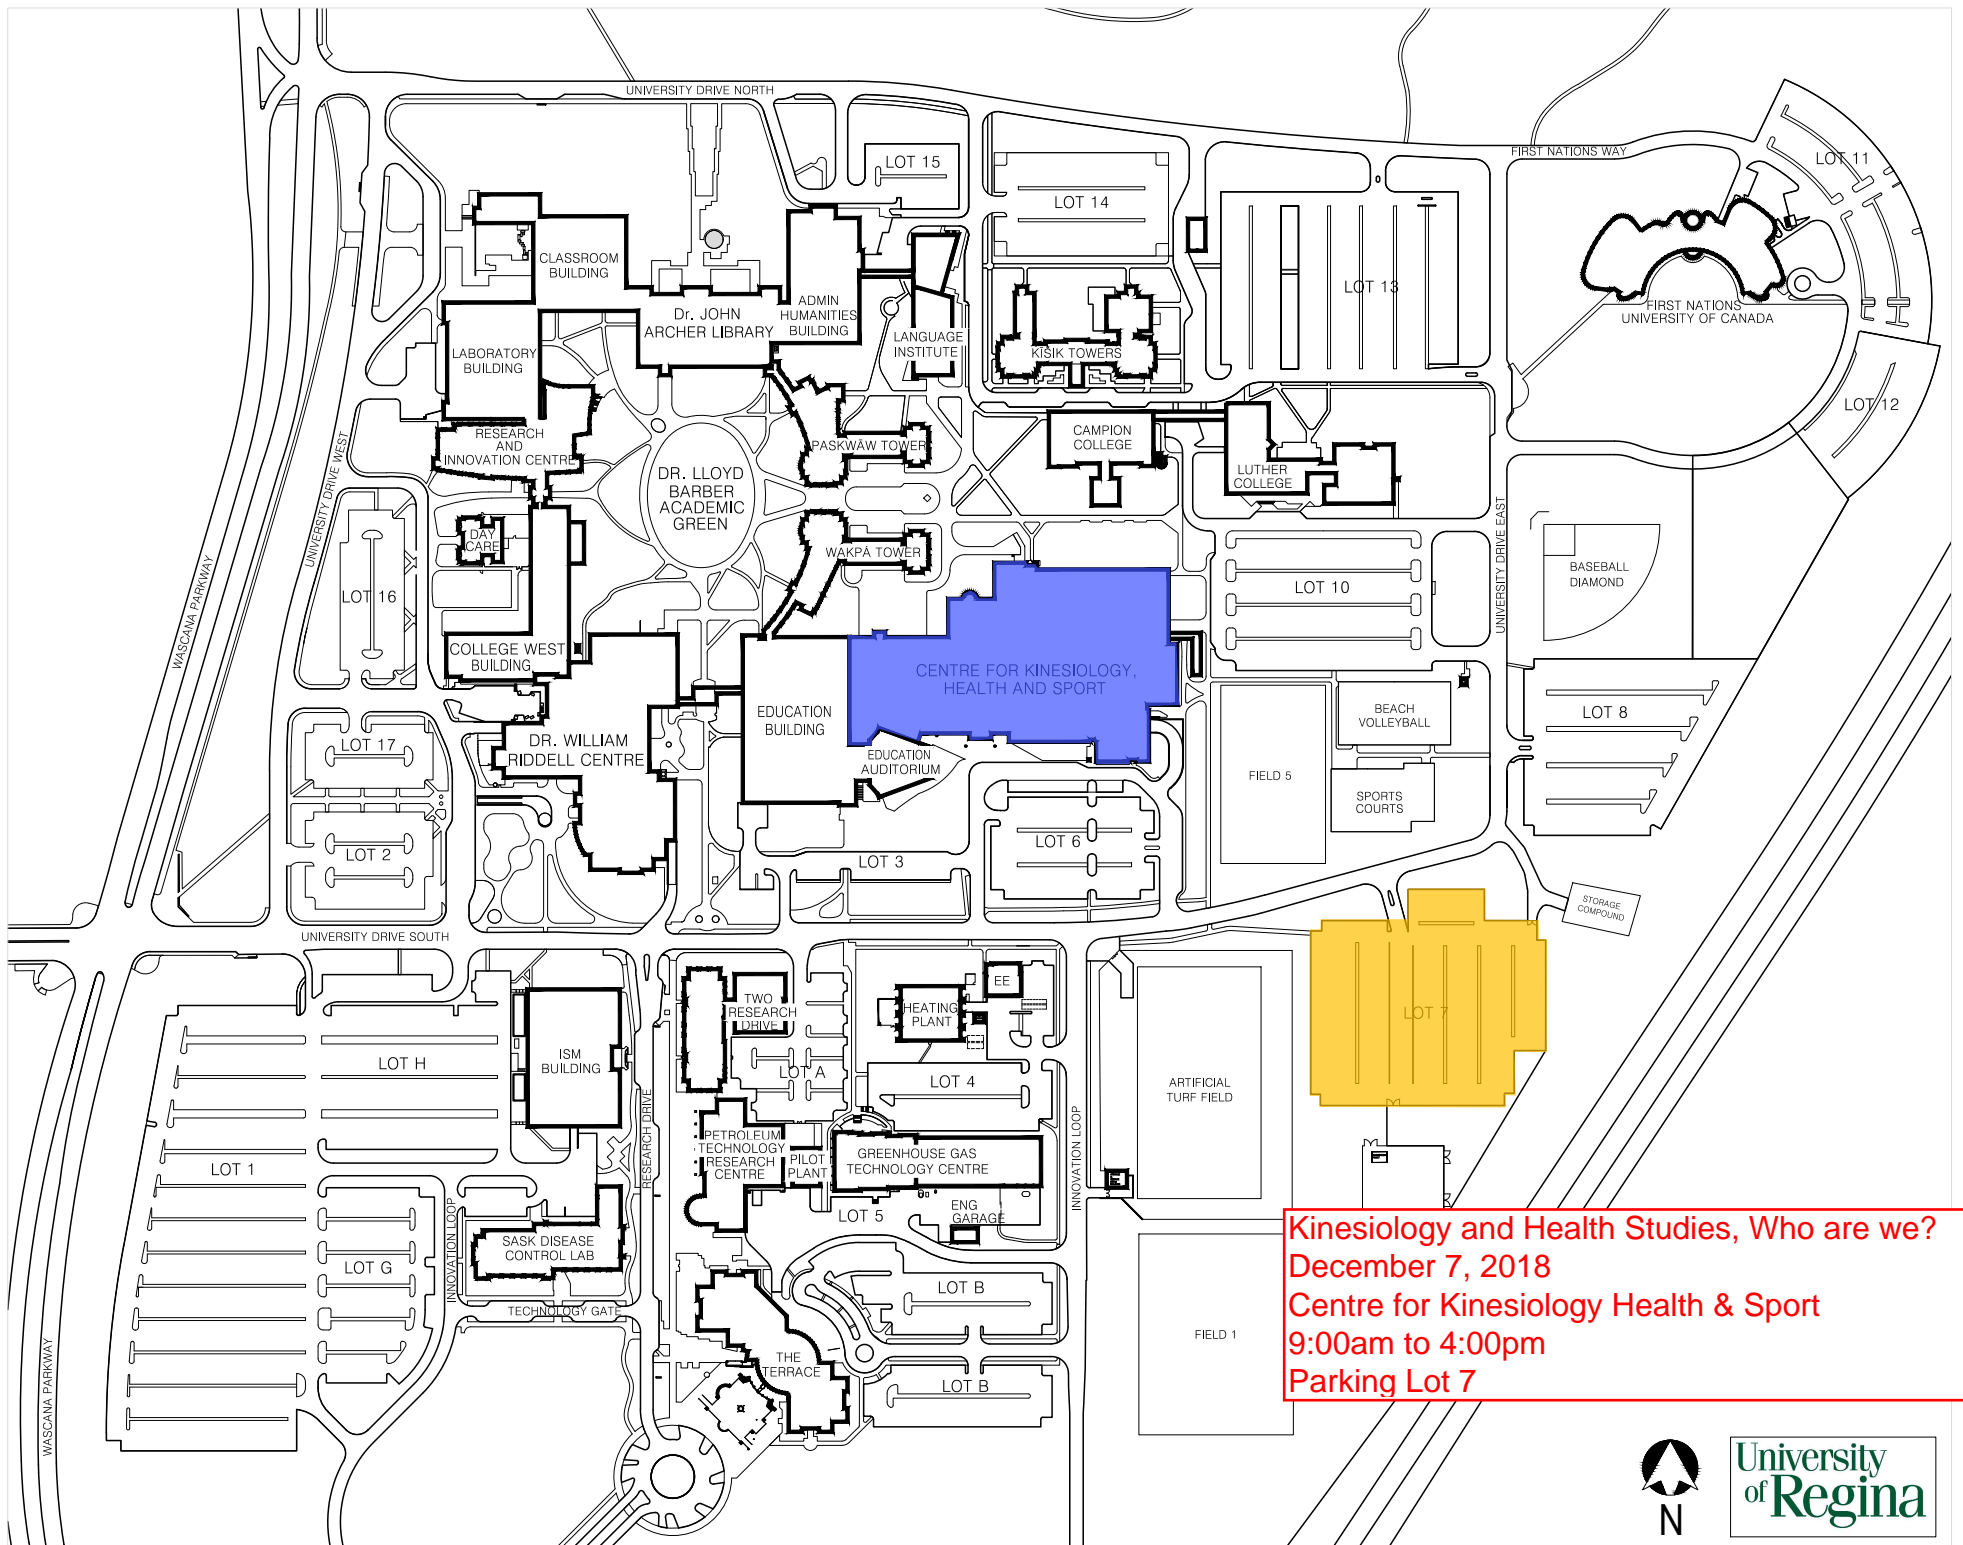 UNIVERSITY DRIVE NORTH
FIRST NATIONS WAY
LOT 15
LOT 11
LOT 14
CLASSROOM
BUILDING
LOT 13
ADMIN
HUMANITIES
BUILDING
Dr. JOHN
ARCHER LIBRARY
FIRST NATIONS
UNIVERSITY OF CANADA
LANGUAGE
INSTITUTE
KĪSIK TOWERS
LABORATORY
BUILDING
LOT 12
RESEARCH
AND
INNOVATION CENTRE
PASKWĀW TOWER
CAMPION
COLLEGE
LUTHER
COLLEGE
DR. LLOYD
BARBER
ACADEMIC
GREEN
UNIVERSITY DRIVE WEST
UNIVERSITY DRIVE EAST
DAY
CARE
WAKPĀ TOWER
BASEBALL
DIAMOND
LOT 16
LOT 10
WASCANA PARKWAY
COLLEGE WEST
BUILDING
CENTRE FOR KINESIOLOGY,
HEALTH AND SPORT
EDUCATION
BUILDING
BEACH
VOLLEYBALL
LOT 8
LOT 17
DR. WILLIAM
RIDDELL CENTRE
EDUCATION
AUDITORIUM
FIELD 5
SPORTS
COURTS
LOT 2
LOT 3
LOT 6
STORAGE
COMPOUND
UNIVERSITY DRIVE SOUTH
TWO
RESEARCH
DRIVE
EE
HEATING
PLANT
LOT 7
ISM
BUILDING
LOT H
LOT A
LOT 4
ARTIFICIAL
TURF FIELD
RESEARCH DRIVE
INNOVATION LOOP
PETROLEUM
TECHNOLOGY
RESEARCH
CENTRE
PILOT
PLANT
GREENHOUSE GAS
TECHNOLOGY CENTRE
LOT 1
LOT 5
ENG
GARAGE
INNOVATION LOOP
SASK DISEASE
CONTROL LAB
LOT G
LOT B
TECHNOLOGY GATE
FIELD 1
THE
TERRACE
LOT B
WASCANA PARKWAY
Kinesiology and Health Studies, Who are we?
December 7, 2018
Centre for Kinesiology Health & Sport
9:00am to 4:00pm
Parking Lot 7
N
University
of Regina